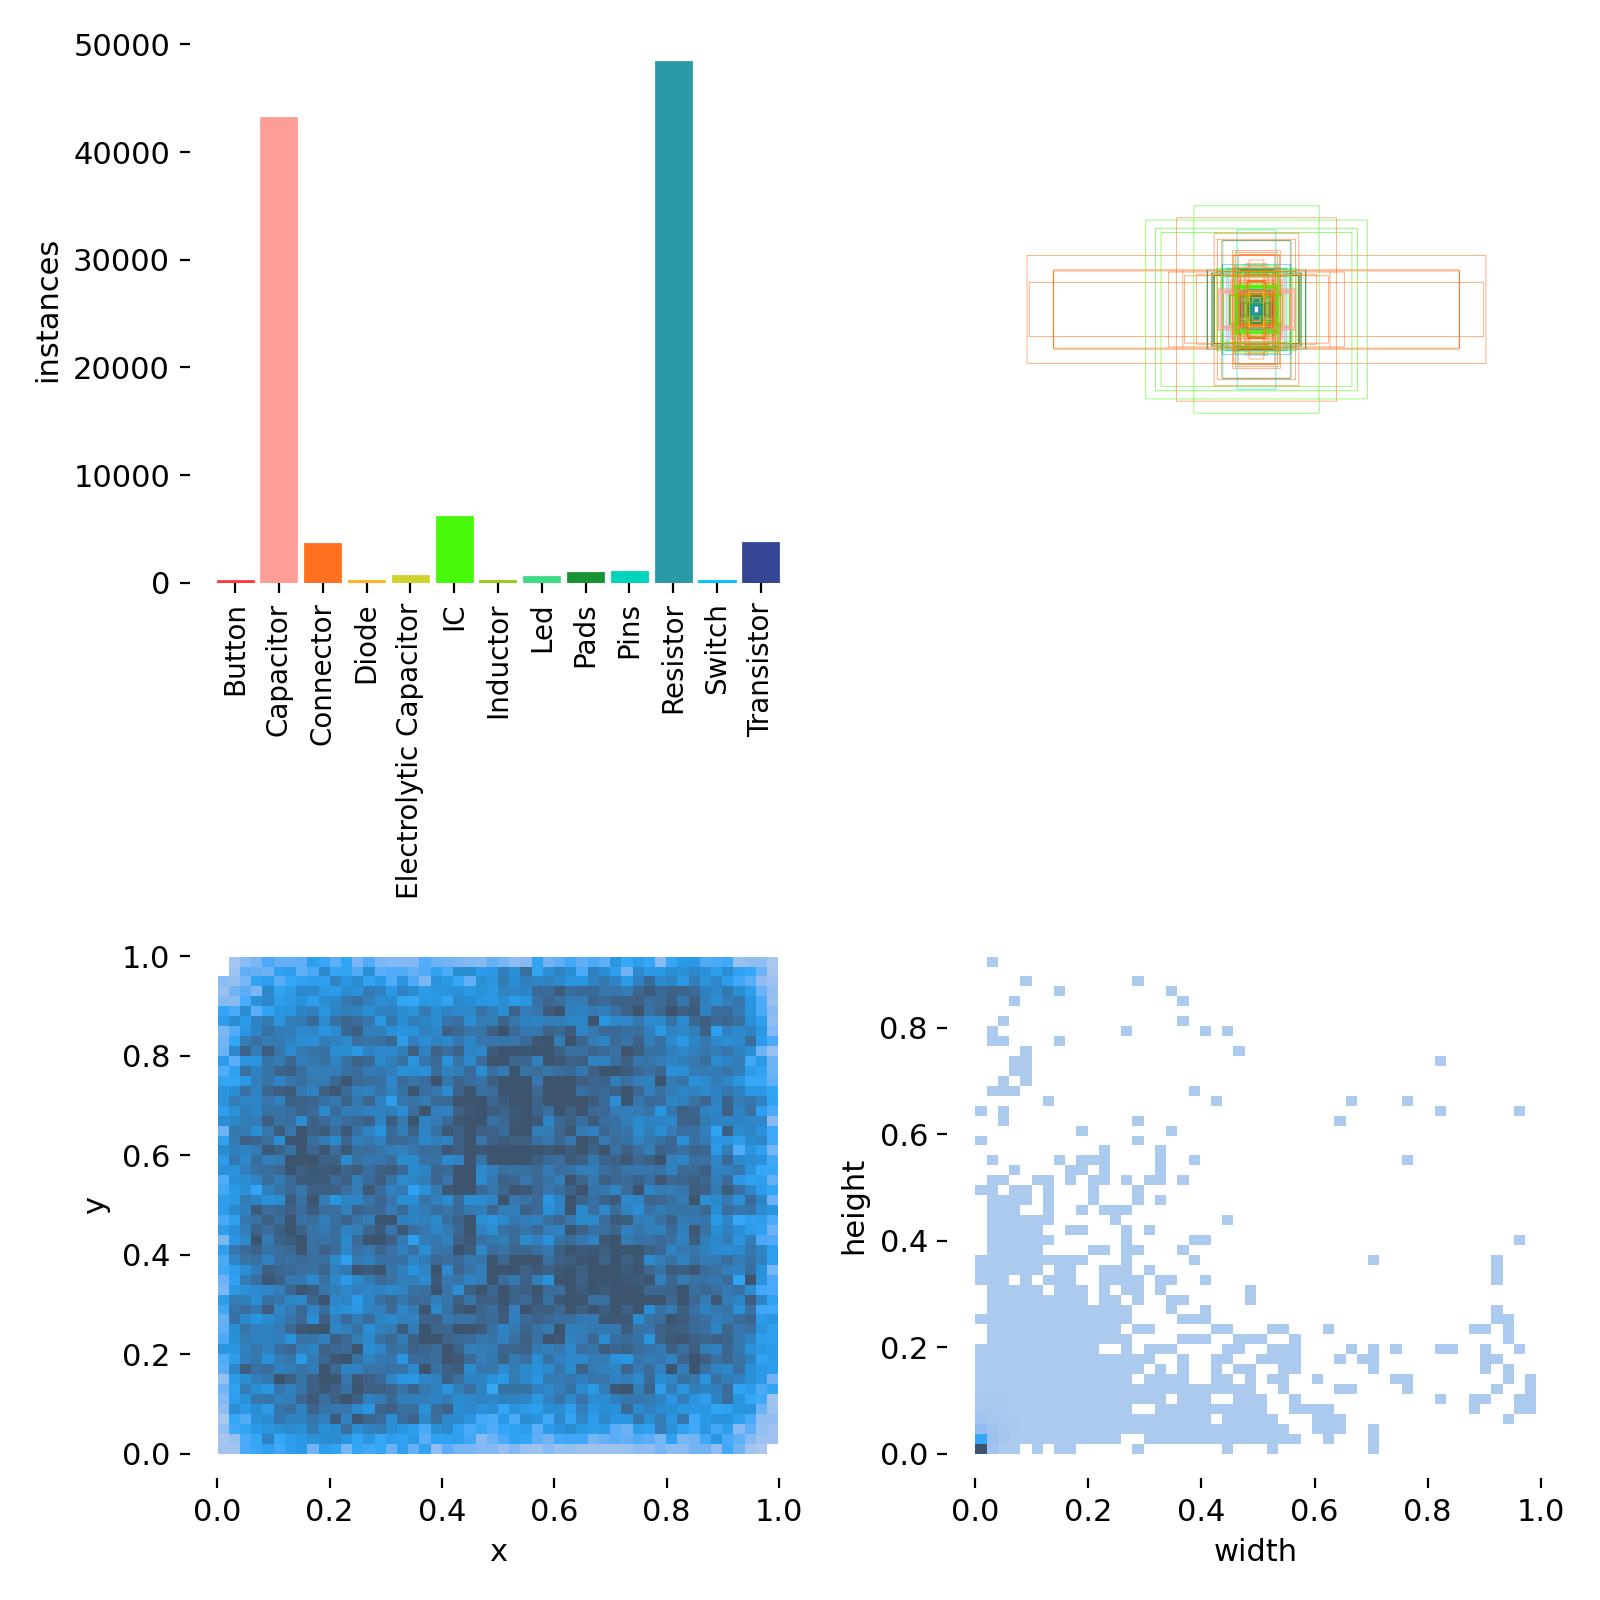 50000
40000
30000
20000
10000
0
instances
Button
Capacitor
Connector
Diode
Electrolytic Capacitor
IC
Inductor
Led
Pads
Pins
Resistor
Switch
Transistor
1.0
0.8
0.6
0.4
0.2
0.0
y
0.0 0.2 0.4 0.6 0.8 1.0
x
0.8
0.6
0.4
0.2
0.0
height
0.0 0.2 0.4 0.6 0.8 1.0
width